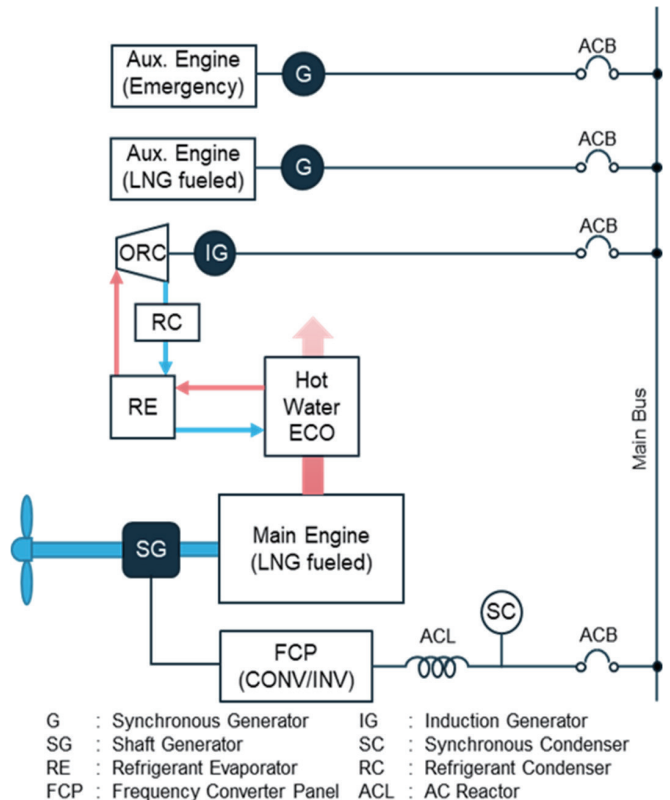 Aux. Engine
(Emergency)
G
ACB
Aux. Engine
(LNG fueled)
G
ACB
ORC
IG
ACB
RC
RE
Hot
Water
ECO
Main Bus
SG
Main Engine
(LNG fueled)
FCP
(CONV/INV)
ACL
SC
ACB
G : Synchronous Generator IG : Induction Generator
SG : Shaft Generator SC : Synchronous Condenser
RE : Refrigerant Evaporator RC : Refrigerant Condenser
FCP : Frequency Converter Panel ACL : AC Reactor